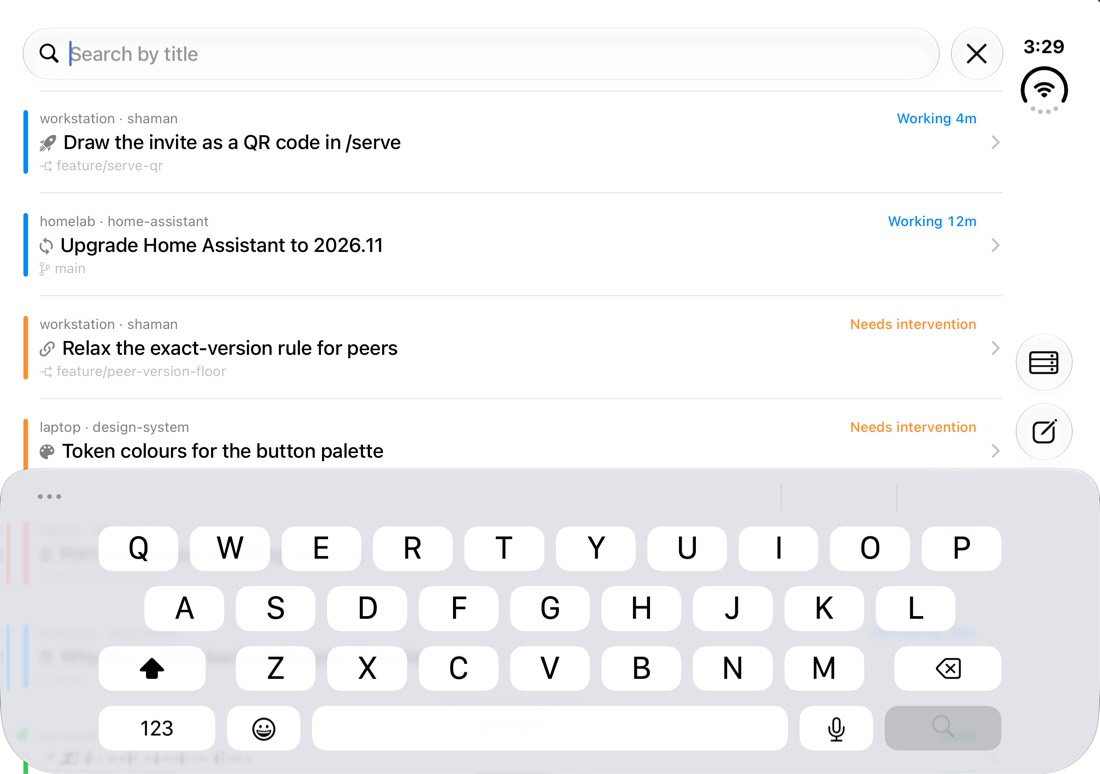 Search by title
3:29
workstation · shaman
Working 4m
Draw the invite as a QR code in /serve
feature/serve-qr
homelab · home-assistant
Working 12m
Upgrade Home Assistant to 2026.11
main
workstation · shaman
Needs intervention
Relax the exact-version rule for peers
feature/peer-version-floor
laptop · design-system
Needs intervention
Token colours for the button palette
Q W E R T Y U I O P
A S D F G H J K L
Z X C V B N M
123